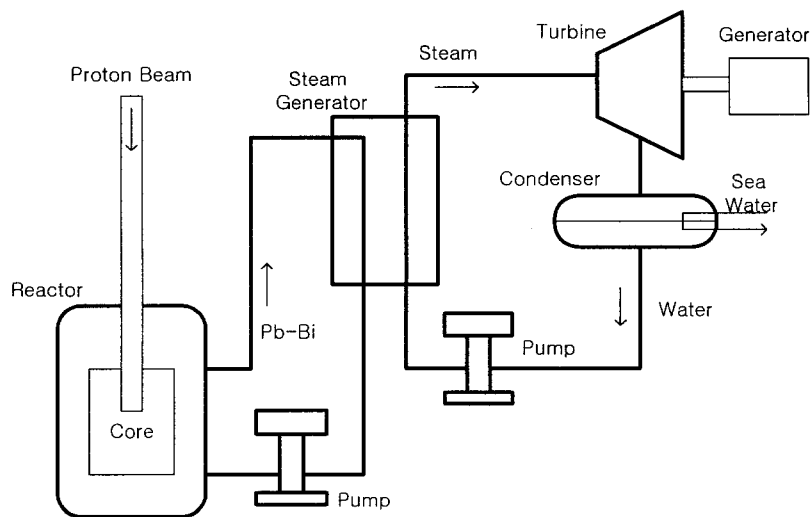 Turbine
Generator
Steam
Proton Beam
Steam
Generator
Condenser
Sea
Water
Reactor
Pb-Bi
Water
Pump
Core
Pump